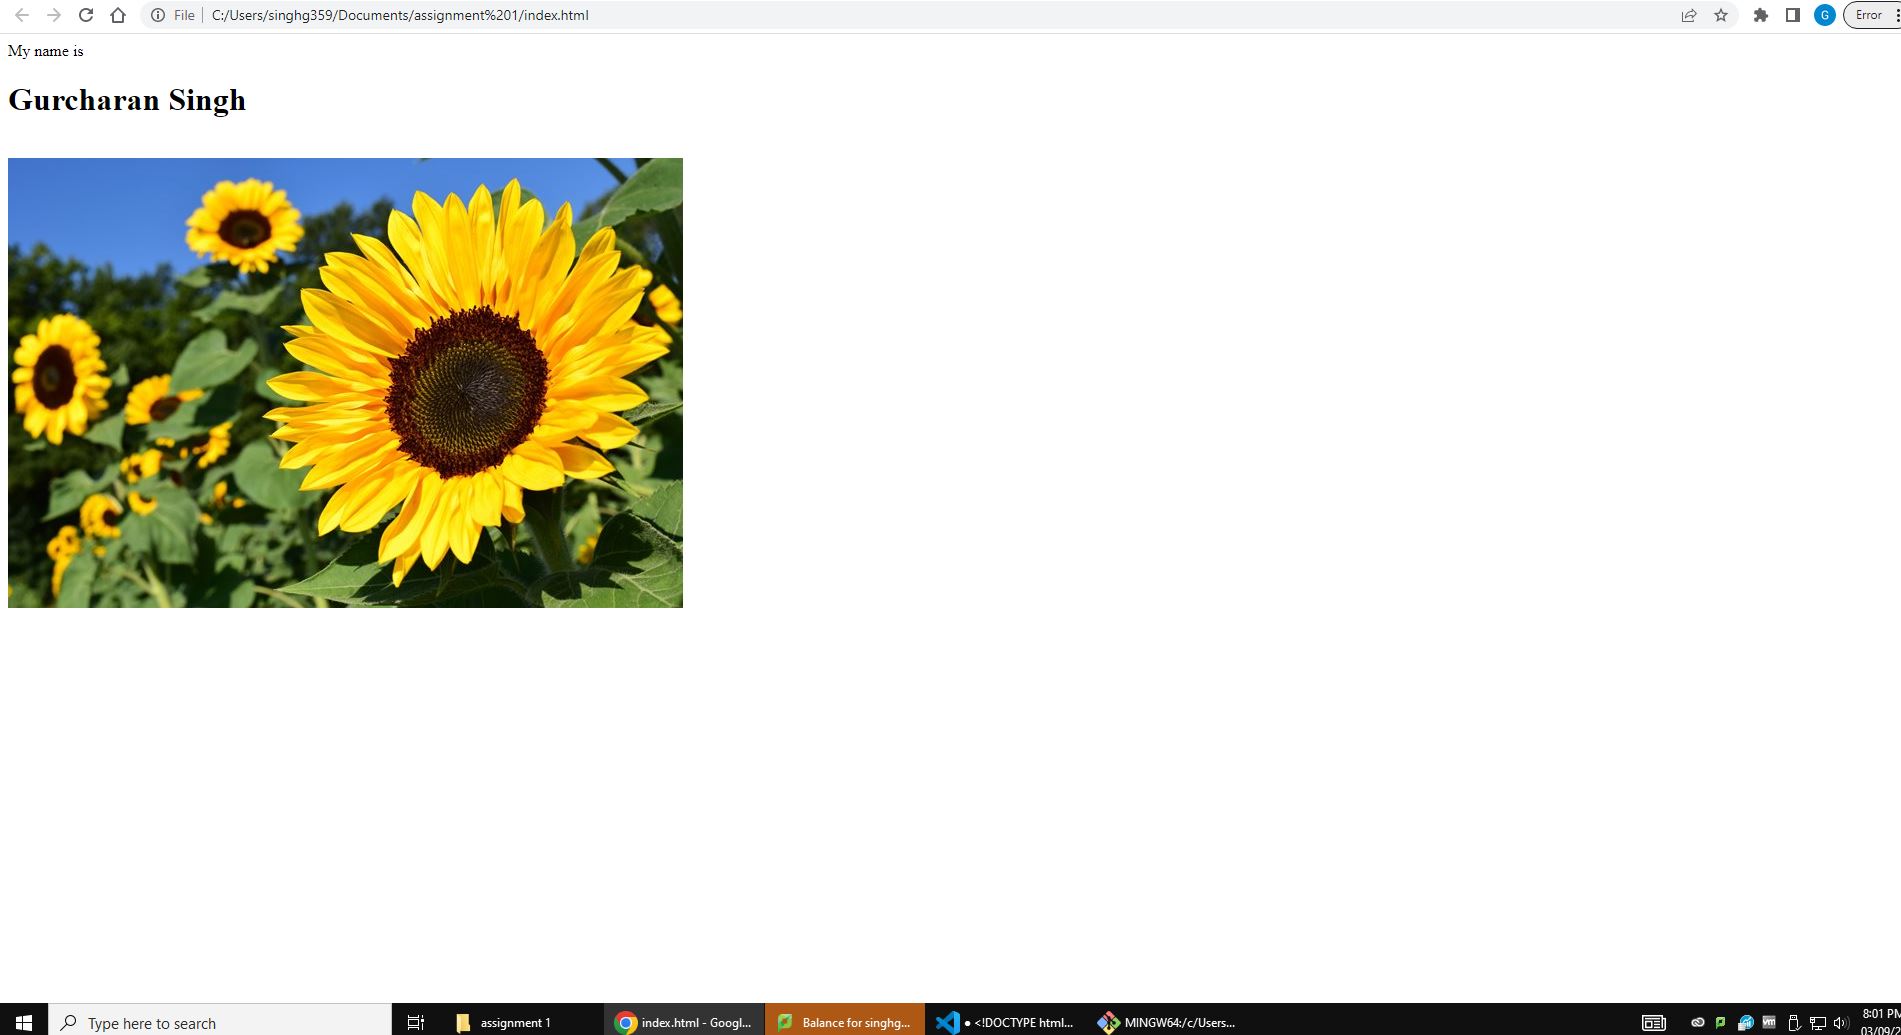 File
C:/Users/singhg359/Documents/assignment%201/index.html
G
Error
My name is
Gurcharan Singh
Type here to search
assignment 1
index.html - Googl...
Balance for singhg...
● <!DOCTYPE html...
MINGW64:/c/Users...
8:01 PM
03/09/2